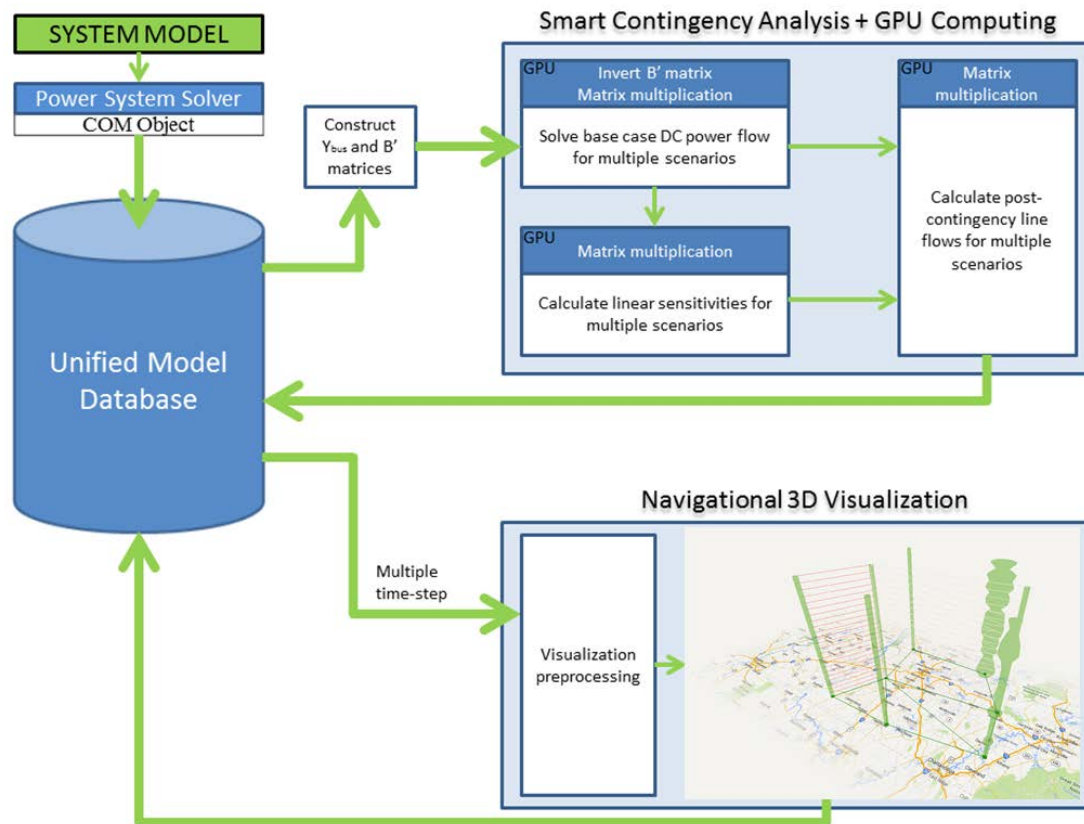 SYSTEM MODEL
Power System Solver
COM Object
Unified Model
Database
Construct
Ybus and B’
matrices
Smart Contingency Analysis + GPU Computing
GPU
Invert B’ matrix
Matrix multiplication
Solve base case DC power flow
for multiple scenarios
GPU
Matrix multiplication
Calculate linear sensitivities for
multiple scenarios
GPU
Matrix
multiplication
Calculate post-
contingency line
flows for multiple
scenarios
Multiple
time-step
Navigational 3D Visualization
Visualization
preprocessing